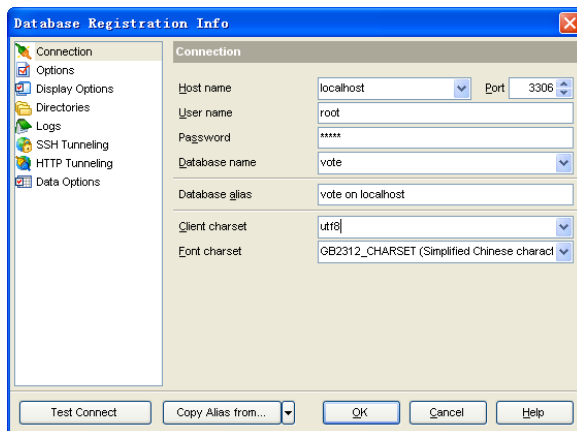 Database Registration Info
Connection
Options
Display Options
Directories
Logs
SSH Tunneling
HTTP Tunneling
Data Options
Connection
Host name localhost Port 3306
User name root
Password *****
Database name vote
Database alias vote on localhost
Client charset utf8
Font charset GB2312_CHARSET (Simplified Chinese charact
Test Connect Copy Alias from... OK Cancel Help